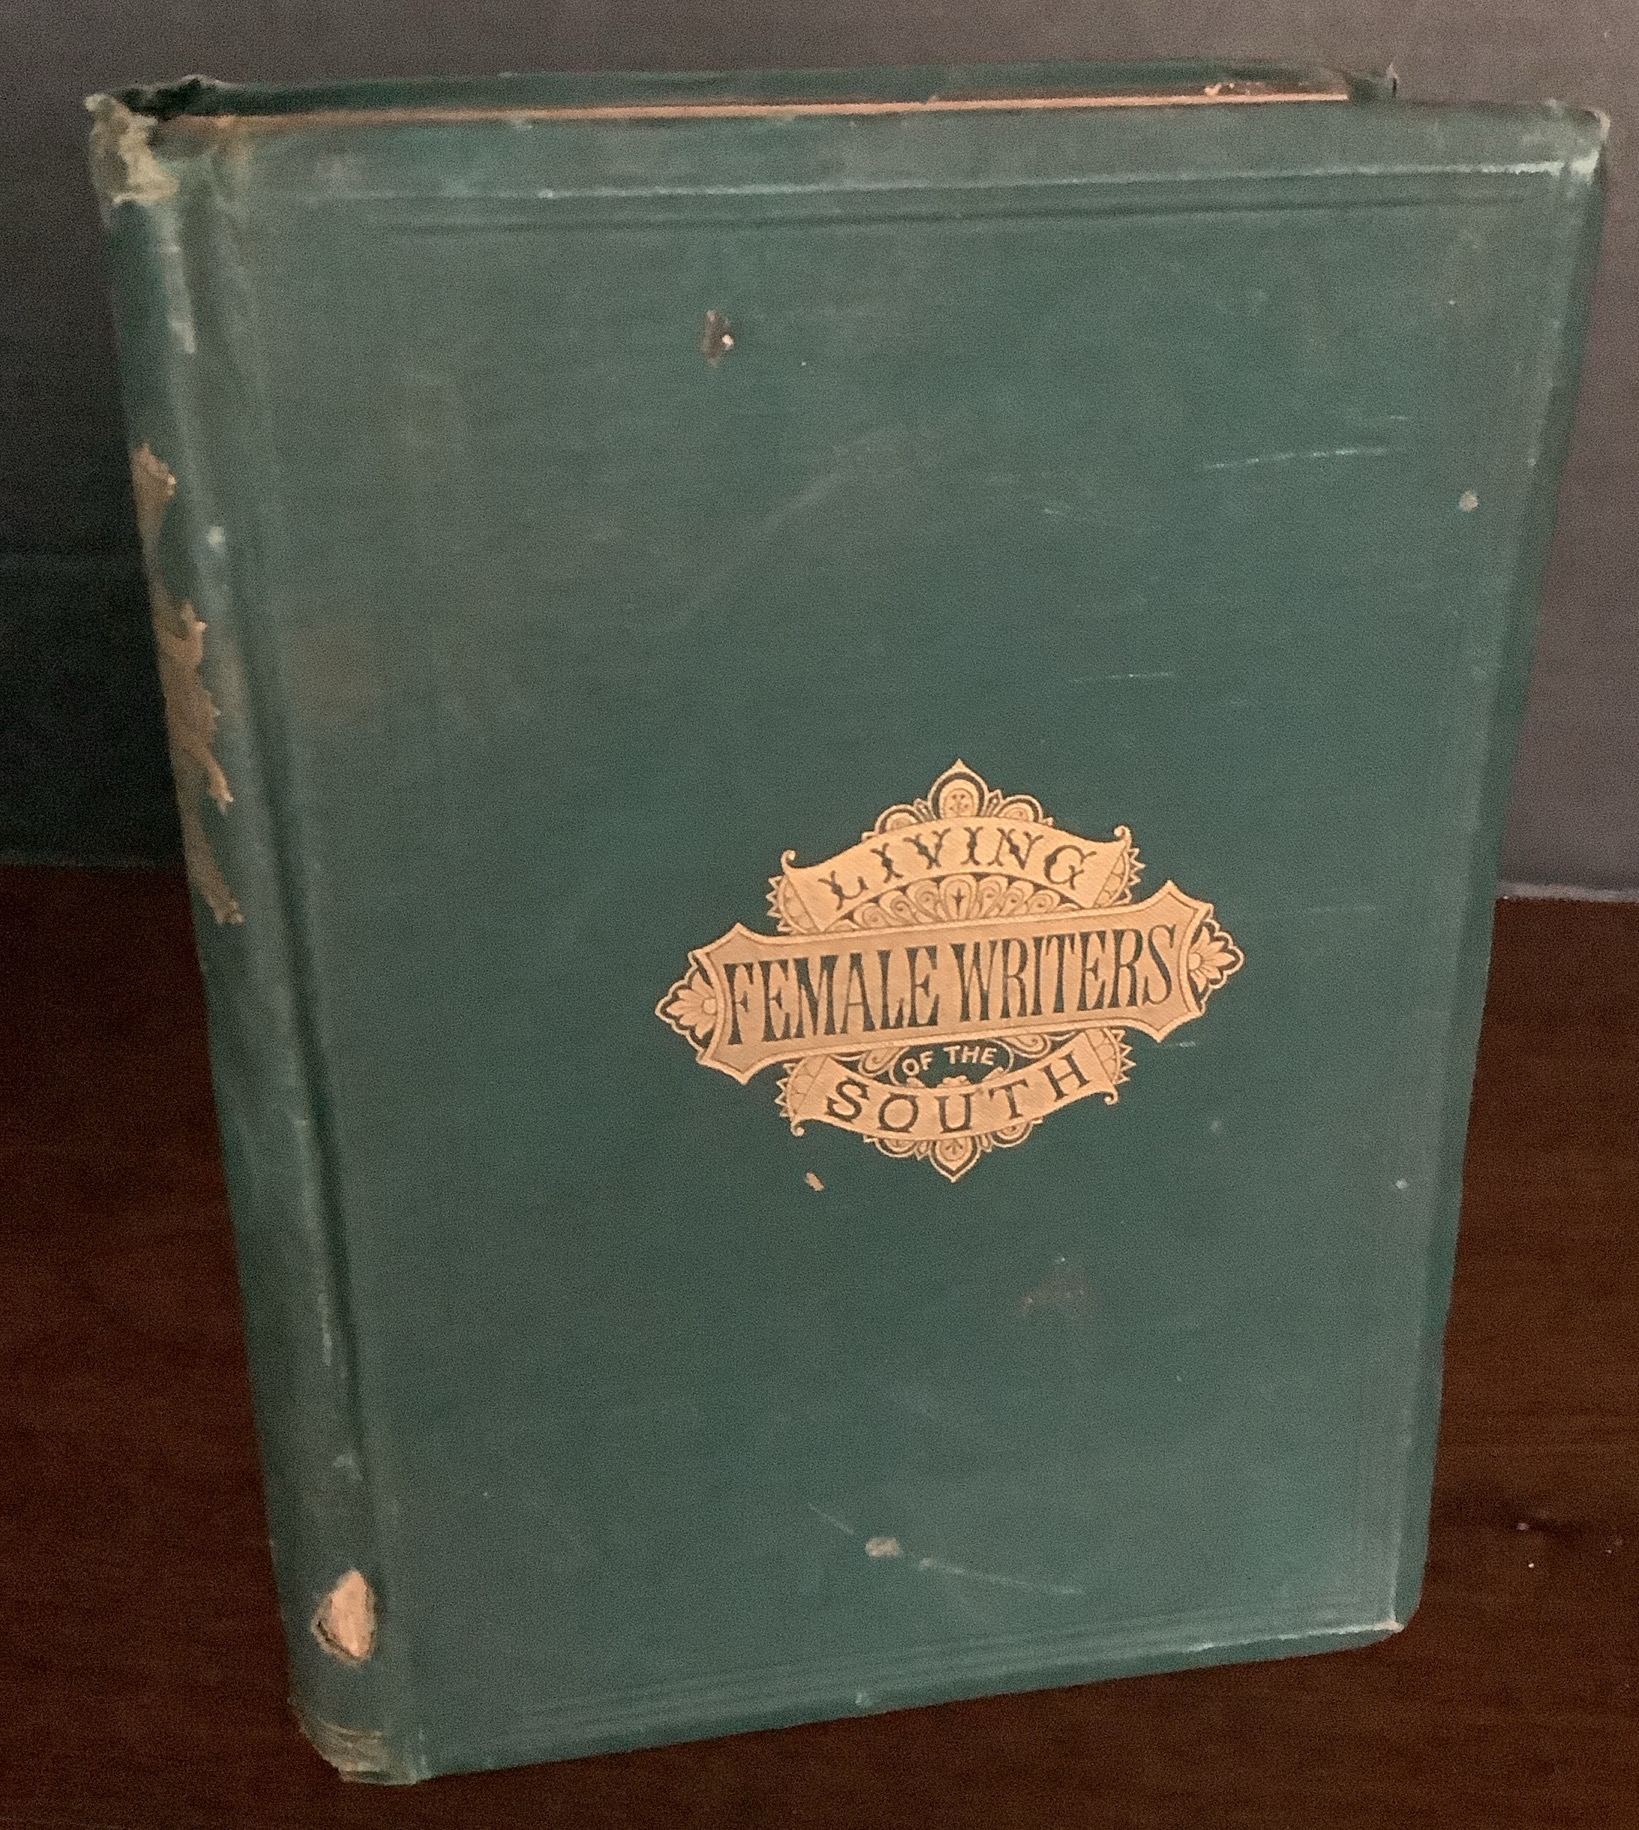 LIVING
FEMALE WRITERS
OF THE
SOUTH